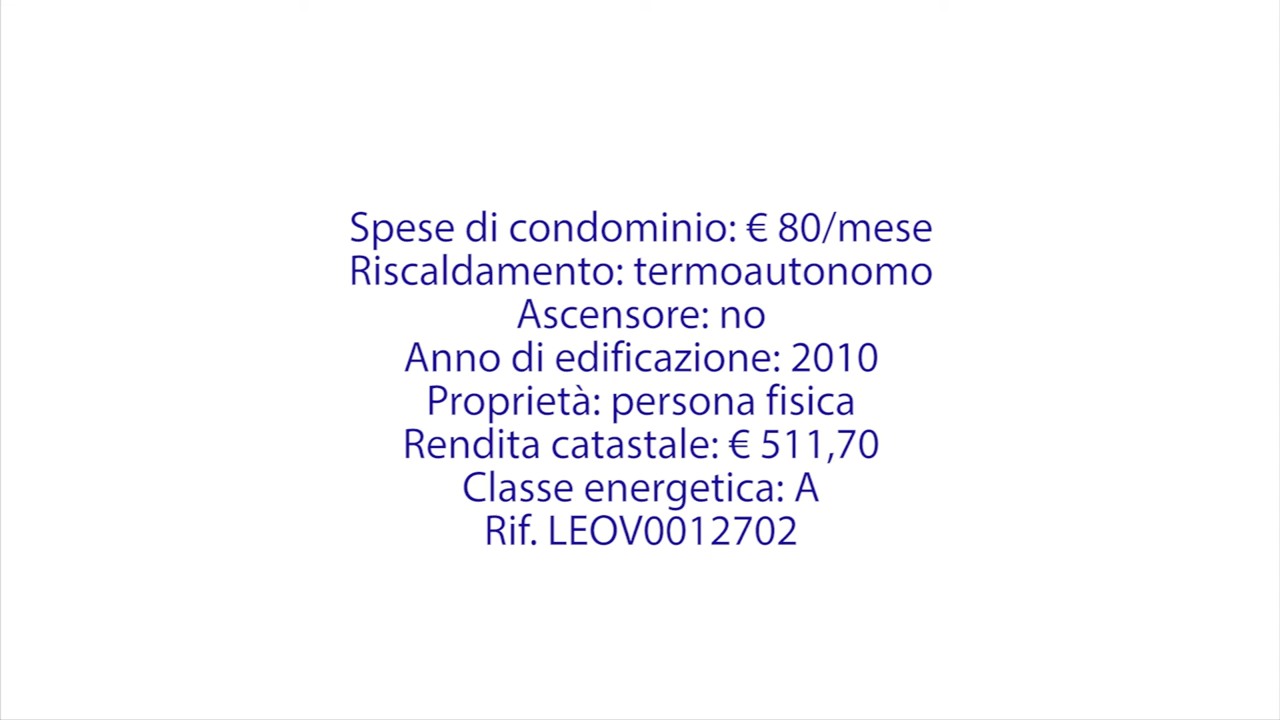 Spese di condominio: € 80/mese
Riscaldamento: termoautonomo
Ascensore: no
Anno di edificazione: 2010
Proprietà: persona fisica
Rendita catastale: € 511,70
Classe energetica: A
Rif. LEOV0012702